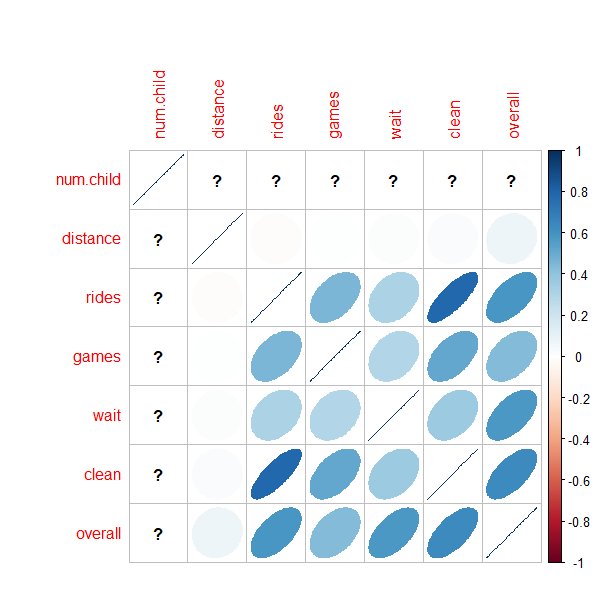 num.child distance rides games wait clean overall
num.child ? ? ? ? ? ?
distance ?
rides ?
games ?
wait ?
clean ?
overall ?
1
0.8
0.6
0.4
0.2
0
-0.2
-0.4
-0.6
-0.8
-1